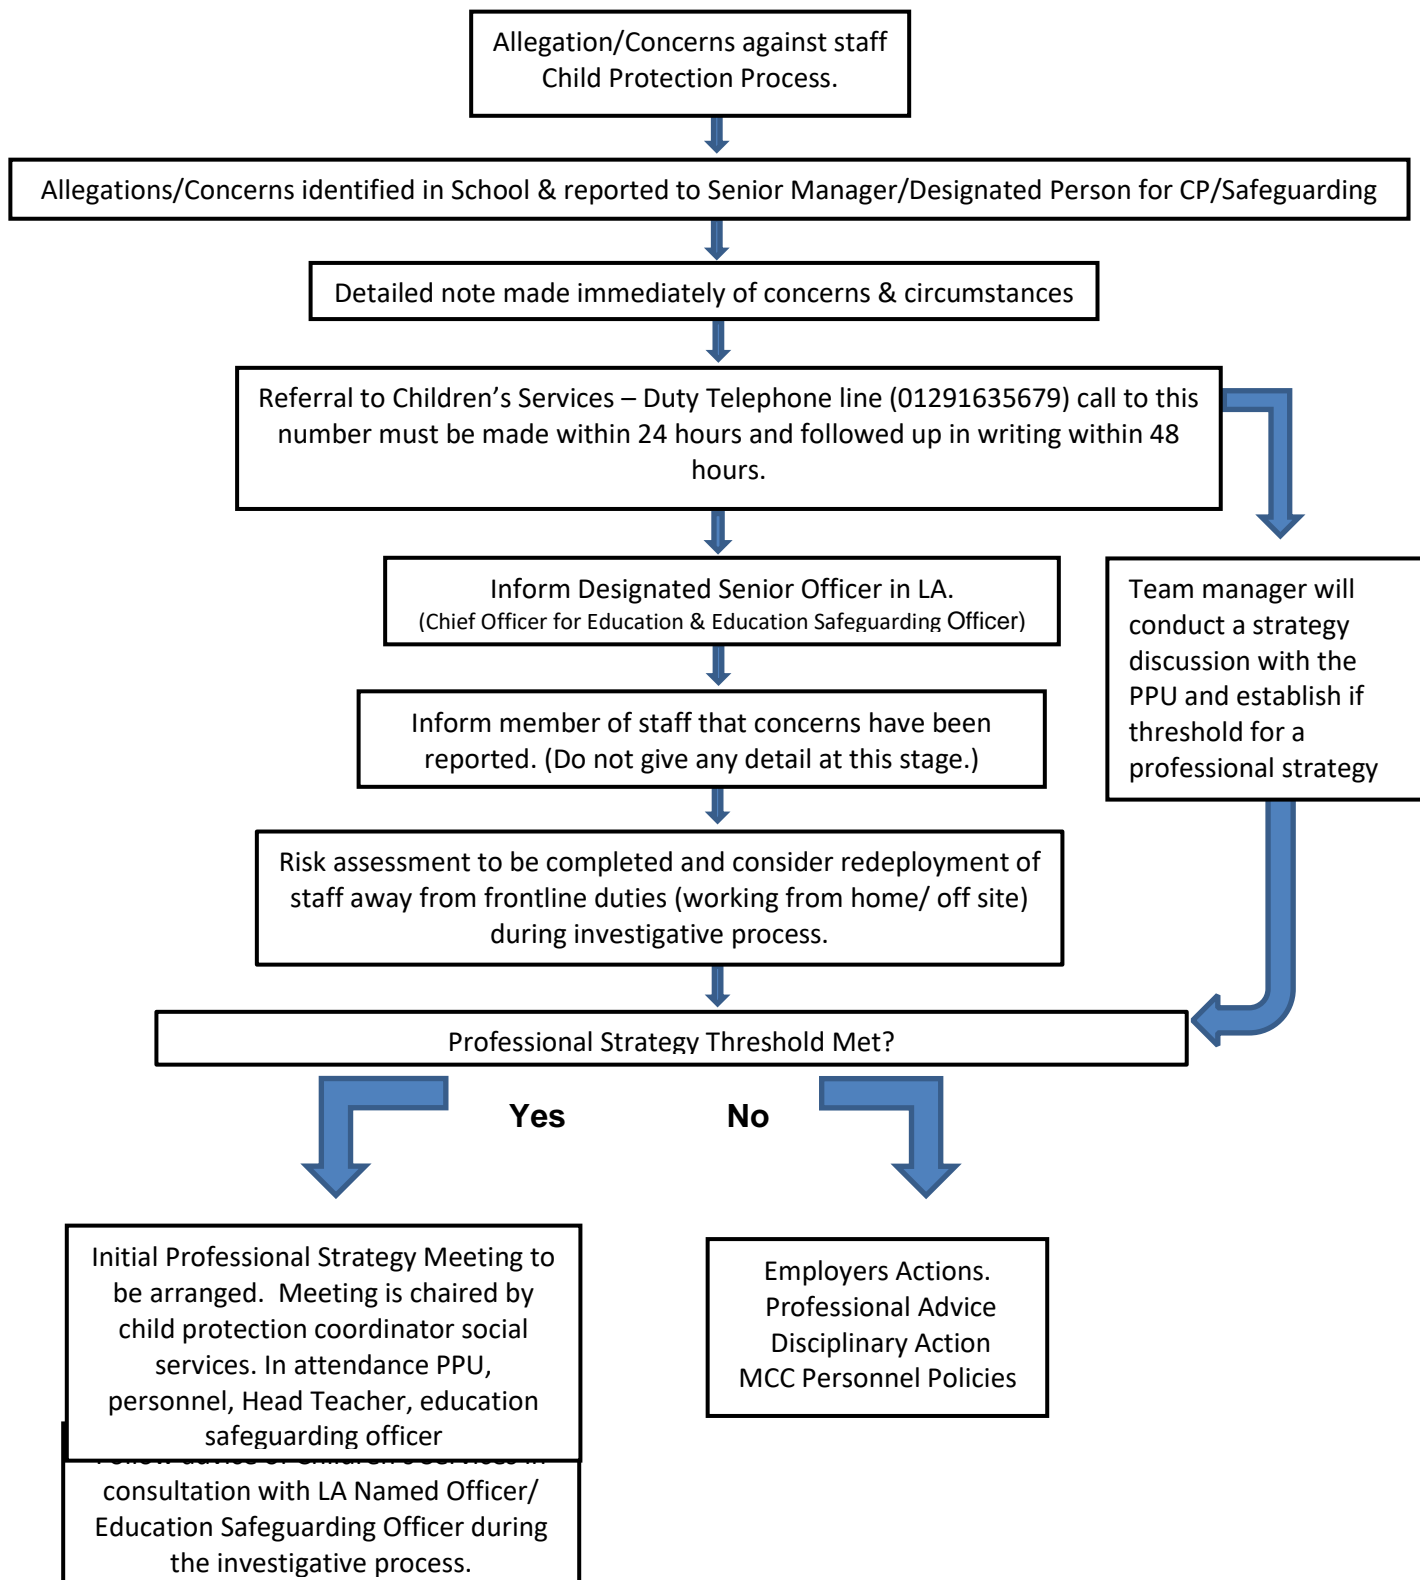 Allegation/Concerns against staff
Child Protection Process.
Allegations/Concerns identified in School & reported to Senior Manager/Designated Person for CP/Safeguarding
Detailed note made immediately of concerns & circumstances
Referral to Children’s Services – Duty Telephone line (01291635679) call to this
number must be made within 24 hours and followed up in writing within 48
hours.
Inform Designated Senior Officer in LA.
(Chief Officer for Education & Education Safeguarding Officer)
Team manager will
conduct a strategy
discussion with the
PPU and establish if
threshold for a
professional strategy
Inform member of staff that concerns have been
reported. (Do not give any detail at this stage.)
Risk assessment to be completed and consider redeployment of
staff away from frontline duties (working from home/ off site)
during investigative process.
Professional Strategy Threshold Met?
Yes
No
Initial Professional Strategy Meeting to
be arranged.  Meeting is chaired by
child protection coordinator social
services. In attendance PPU,
personnel, Head Teacher, education
safeguarding officer
consultation with LA Named Officer/
Education Safeguarding Officer during
the investigative process.
Employers Actions.
Professional Advice
Disciplinary Action
MCC Personnel Policies